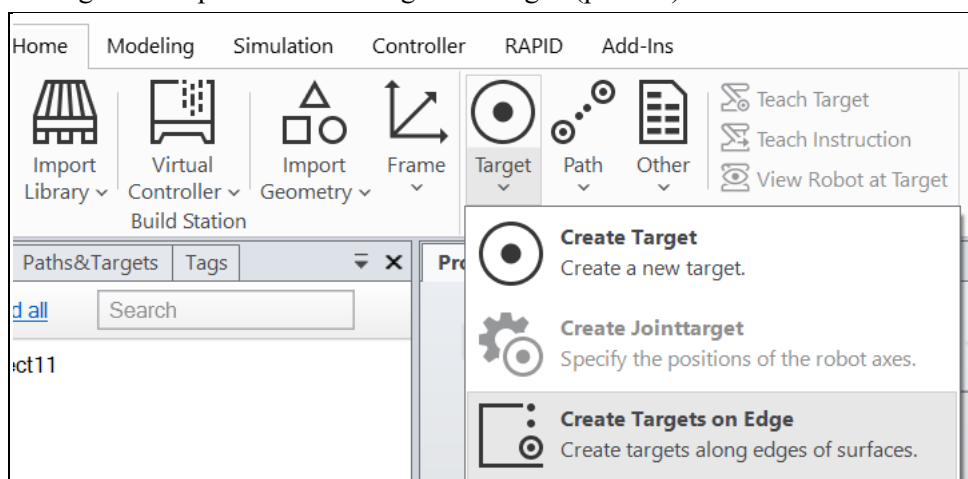 Home Modeling Simulation Controller RAPID Add-Ins
Import Library
Virtual Controller
Import Geometry
Frame
Target
Path
Other
Teach Target
Teach Instruction
View Robot at Target
Build Station
Paths&Targets Tags
d all
Search
ect11
Create Target
Create a new target.
Create Jointtarget
Specify the positions of the robot axes.
Create Targets on Edge
Create targets along edges of surfaces.